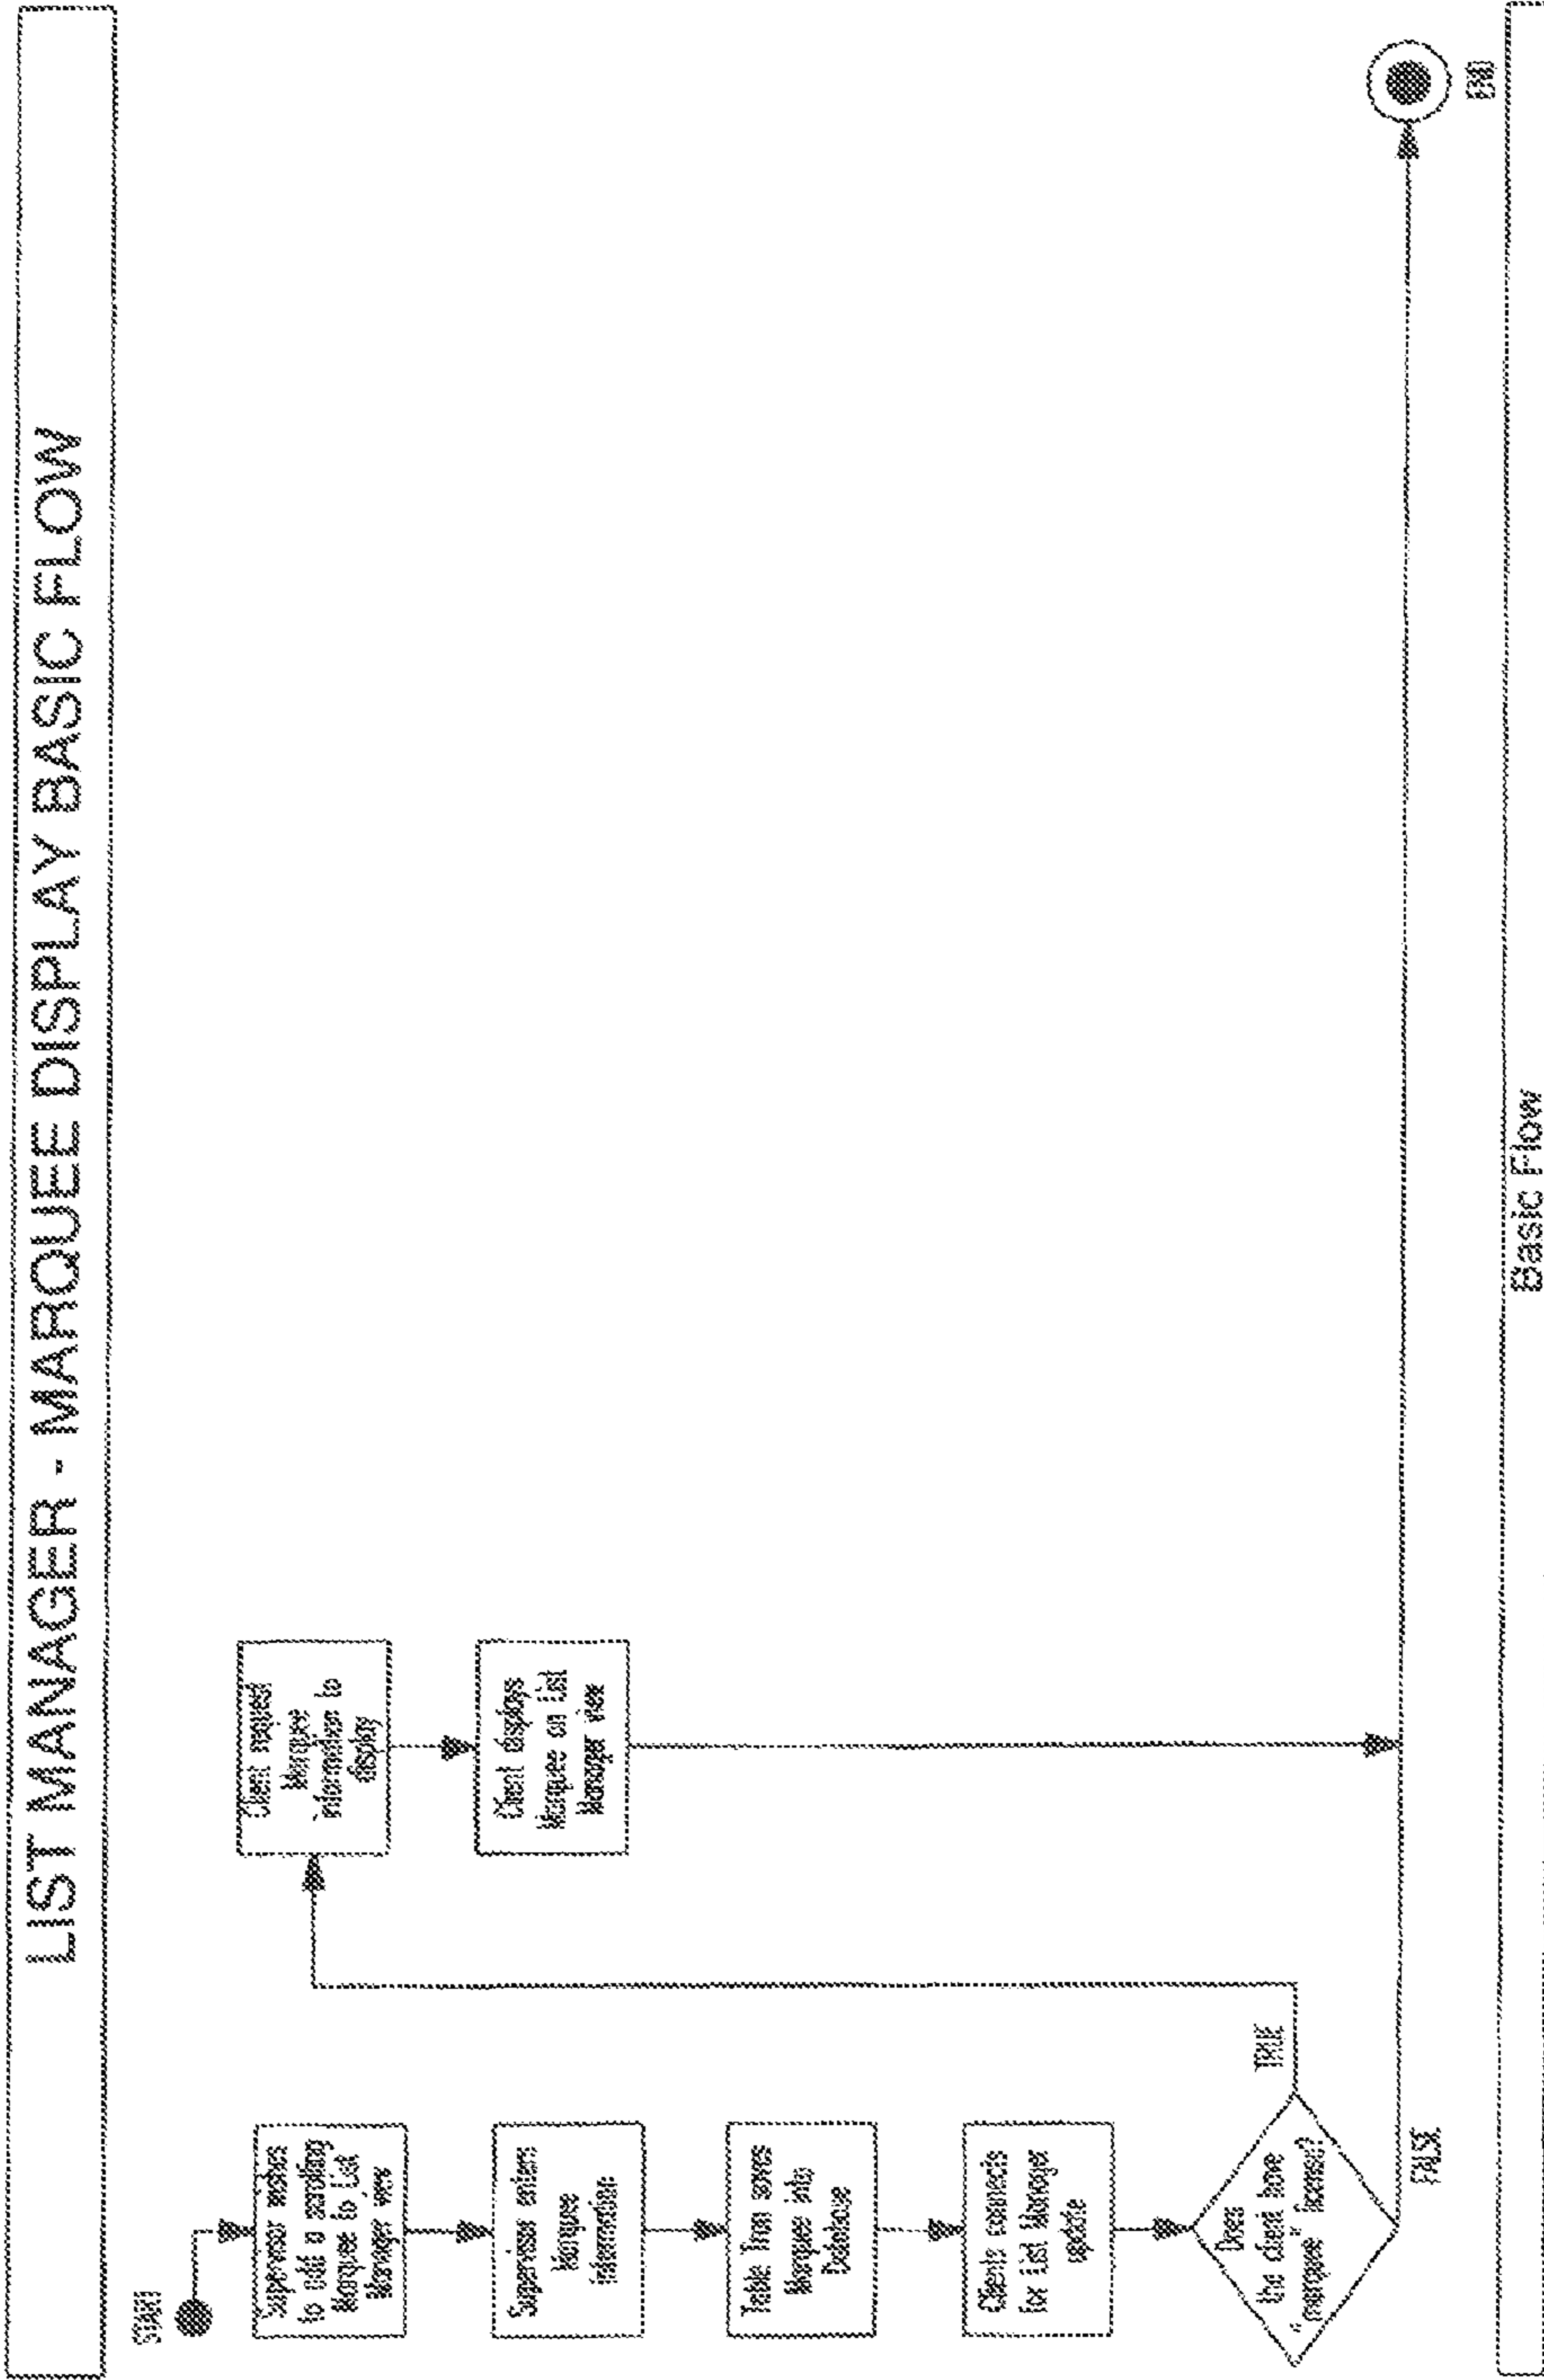 LIST MANAGER - MARQUEE DISPLAY BASIC FLOW
START
Supervisor wishes
to add a scrolling
Marquee to List
Manager view
Supervisor enters
Marquee
information
Table Tron saves
Marquee into
Database
Clients connects
for List Manager
update
Does
the client have
"marquee" license?
TRUE
FALSE
Client request
Marquee
information to
display
Client displays
Marquee on List
Manager view
END
Basic Flow